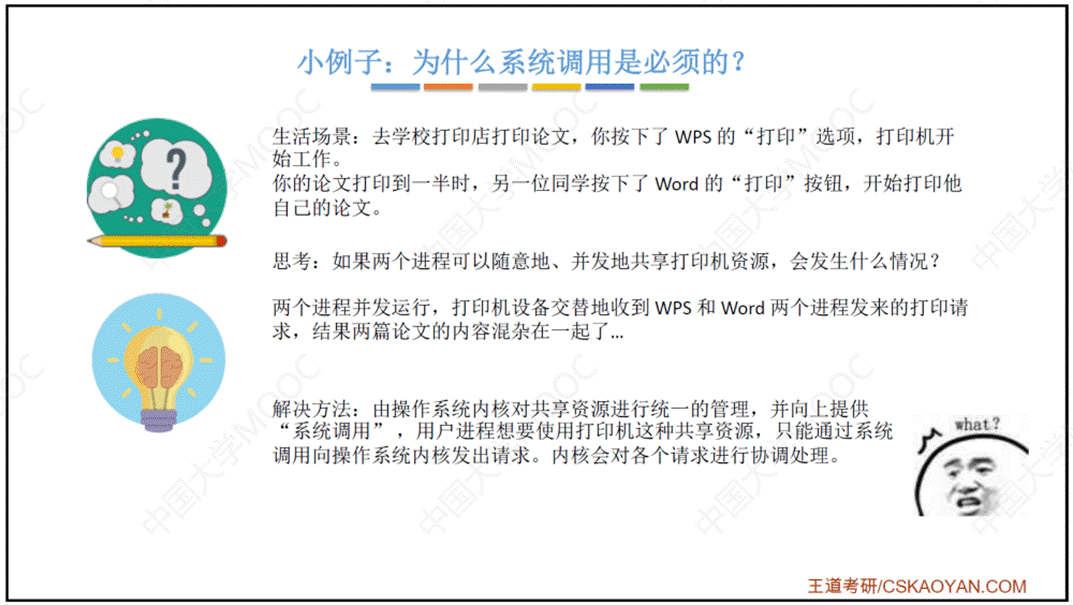 小例子：为什么系统调用是必须的？
生活场景：去学校打印店打印论文，你按下了 WPS 的“打印”选项，打印机开
始工作。
你的论文打印到一半时，另一位同学按下了 Word 的“打印”按钮，开始打印他
自己的论文。
思考：如果两个进程可以随意地、并发地共享打印机资源，会发生什么情况？
两个进程并发运行，打印机设备交替地收到 WPS 和 Word 两个进程发来的打印请
求，结果两篇论文的内容混杂在一起了...
解决方法：由操作系统内核对共享资源进行统一的管理，并向上提供
“系统调用”，用户进程想要使用打印机这种共享资源，只能通过系统
调用向操作系统内核发出请求。内核会对各个请求进行协调处理。
what?
王道考研/CSKAOYAN.COM
中国大学MOOC